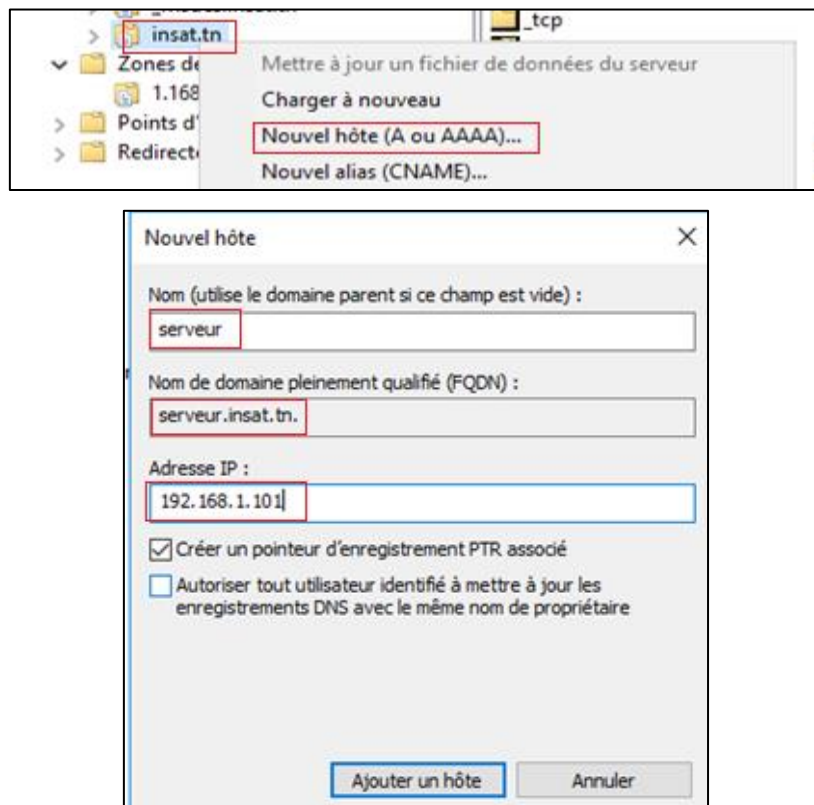 _tcp
insat.tn
Zones de
Mettre à jour un fichier de données du serveur
1.168
Charger à nouveau
Points d'
Nouvel hôte (A ou AAAA)...
Redirect
Nouvel alias (CNAME)...
Nouvel hôte
Nom (utilise le domaine parent si ce champ est vide) :
serveur
Nom de domaine pleinement qualifié (FQDN) :
serveur.insat.tn.
Adresse IP :
192.168.1.101
Créer un pointeur d'enregistrement PTR associé
Autoriser tout utilisateur identifié à mettre à jour les
enregistrements DNS avec le même nom de propriétaire
Ajouter un hôte
Annuler